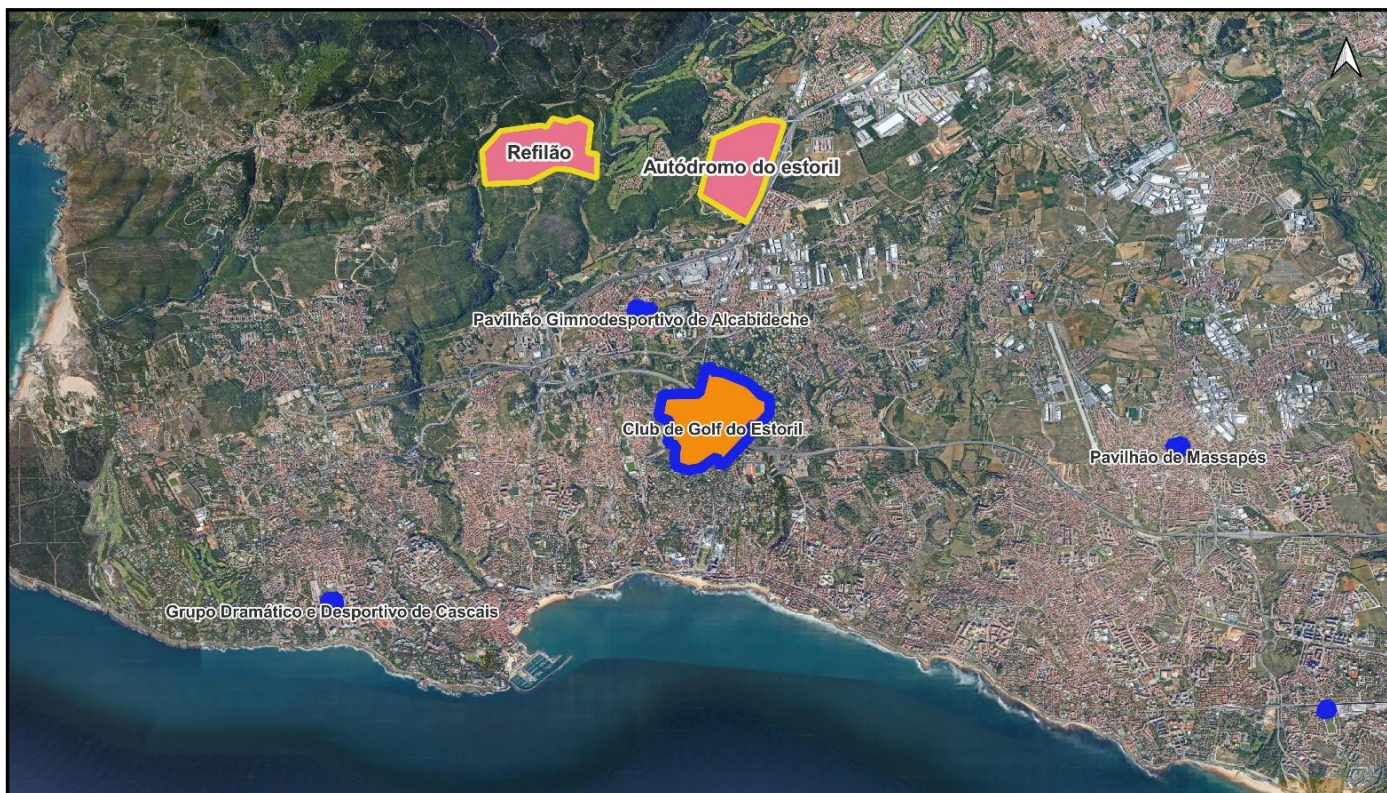 Refilão
Autódromo do estoril
Pavilhão Gimnodesportivo de Alcabideche
Club de Golf do Estoril
Pavilhão de Massapés
Grupo Dramático e Desportivo de Cascais